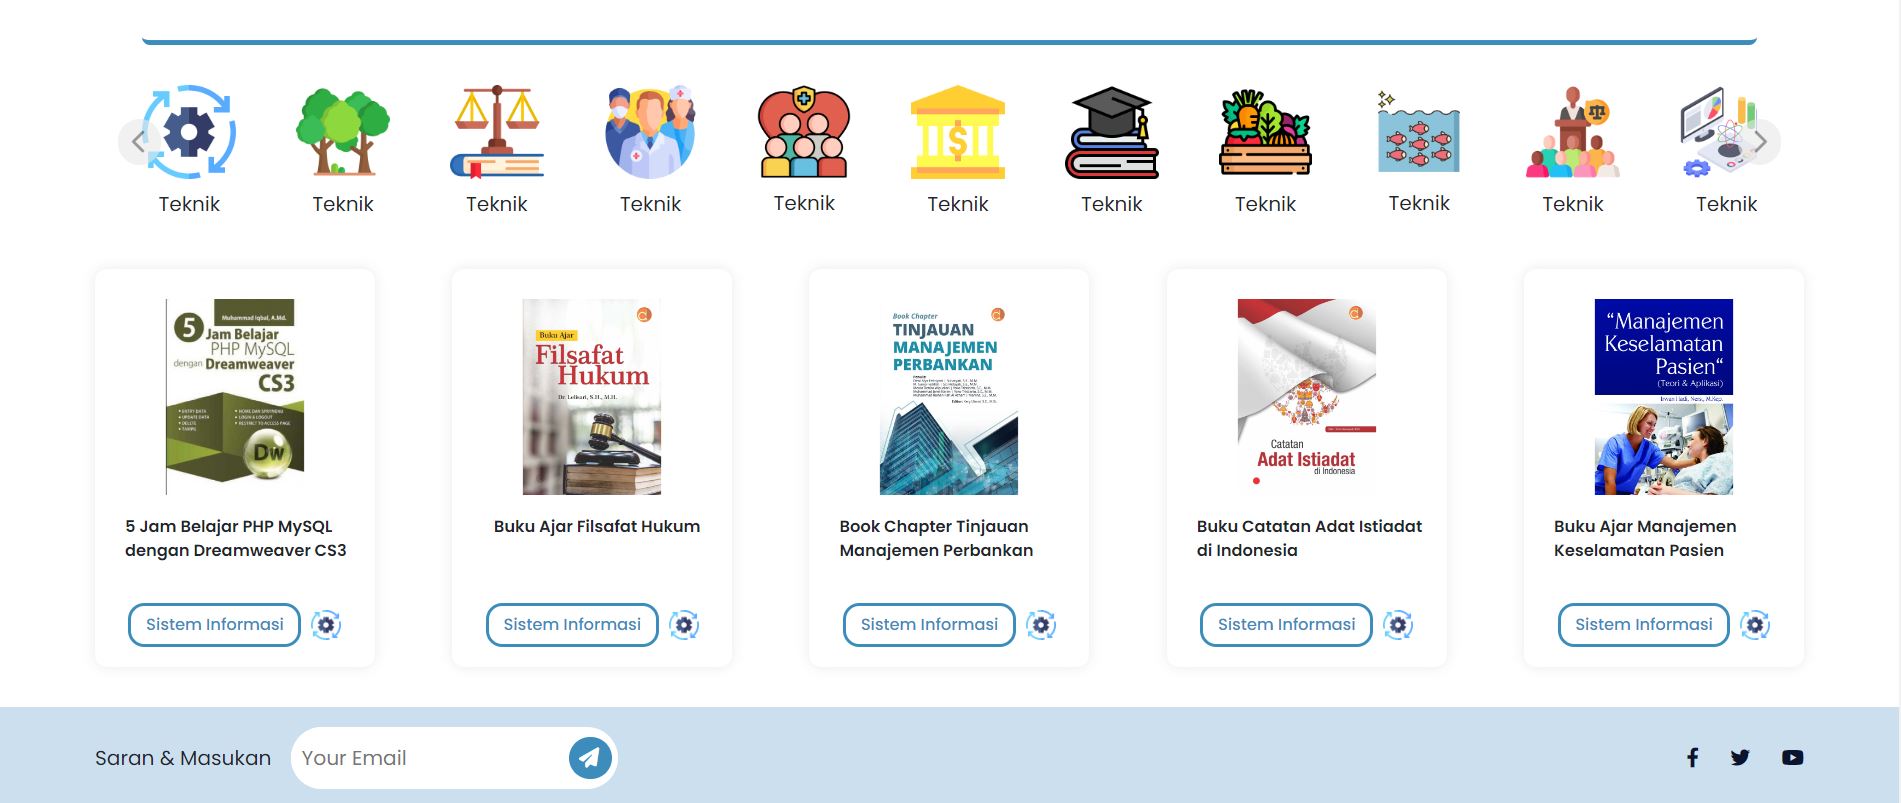 Teknik Teknik Teknik Teknik Teknik Teknik Teknik Teknik Teknik Teknik Teknik
Muhammad Iqbal, A.Md.
5 Jam Belajar
PHP MySQL
dengan Dreamweaver
CS3
Dw
Buku Ajar
Filsafat
Hukum
Dr. Lelisari, S.H., M.H.
Book Chapter
TINJAUAN
MANAJEMEN
PERBANKAN
Catatan
Adat Istiadat
di Indonesia
"Manajemen
Keselamatan
Pasien"
(Teori & Aplikasi)
Irwan Hadi, Ners., M.Kep.
5 Jam Belajar PHP MySQL
dengan Dreamweaver CS3
Buku Ajar Filsafat Hukum
Book Chapter Tinjauan
Manajemen Perbankan
Buku Catatan Adat Istiadat
di Indonesia
Buku Ajar Manajemen
Keselamatan Pasien
Sistem Informasi
Sistem Informasi
Sistem Informasi
Sistem Informasi
Sistem Informasi
Saran & Masukan
Your Email